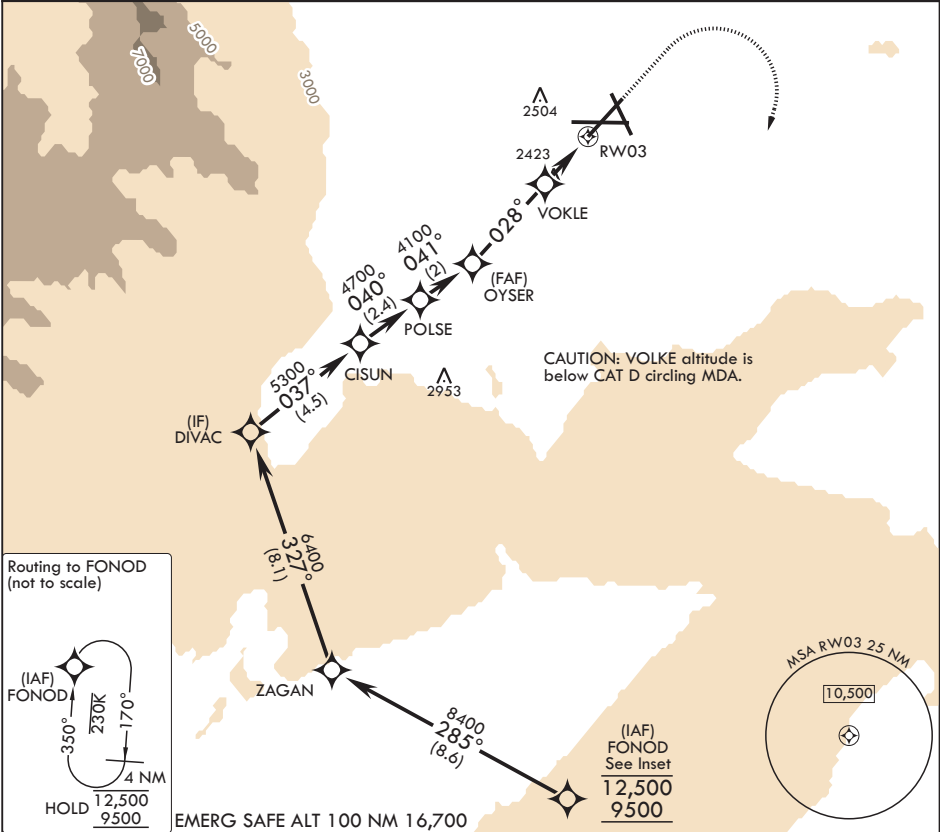 5000
7000
3000
2504
RW03
2423
VOKLE
028°
4100
041°
(2)
(FAF)
OYSER
4700
040°
(2.4)
POLSE
CAUTION: VOLKE altitude is
below CAT D circling MDA.
CISUN
2953
5300
037°
(4.5)
(IF)
DIVAC
6400
327°
(8.1)
Routing to FONOD
(not to scale)
(IAF)
FONOD
230K
350°
170°
4 NM
HOLD
12,500
9500
ZAGAN
8400
285°
(8.6)
(IAF)
FONOD
See Inset
12,500
9500
MSA RW03 25 NM
10,500
EMERG SAFE ALT 100 NM 16,700